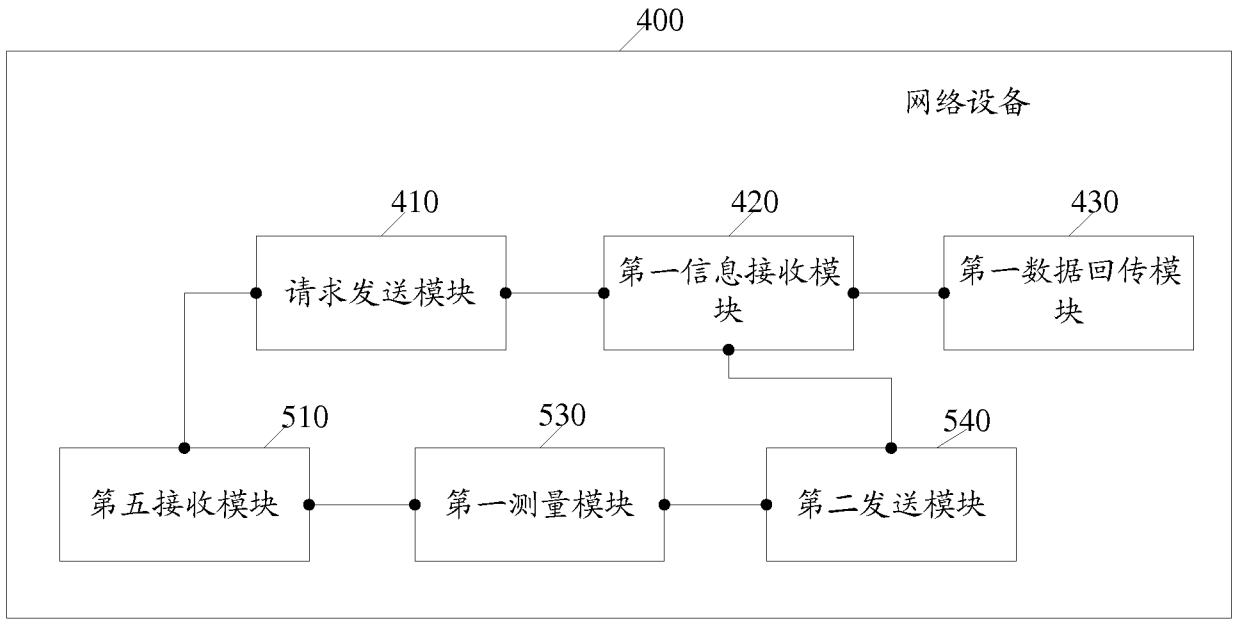 400
网络设备
410
420
430
请求发送模块
第一信息接收模
块
第一数据回传模
块
510
530
540
第五接收模块
第一测量模块
第二发送模块